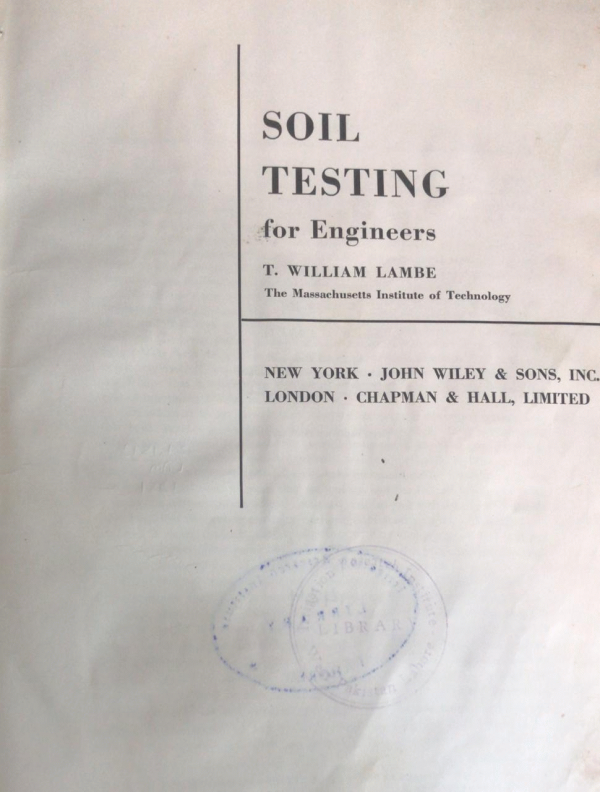 SOIL
TESTING
for Engineers
T. WILLIAM LAMBE
The Massachusetts Institute of Technology
NEW YORK · JOHN WILEY & SONS, INC.
LONDON · CHAPMAN & HALL, LIMITED
LIBRAR